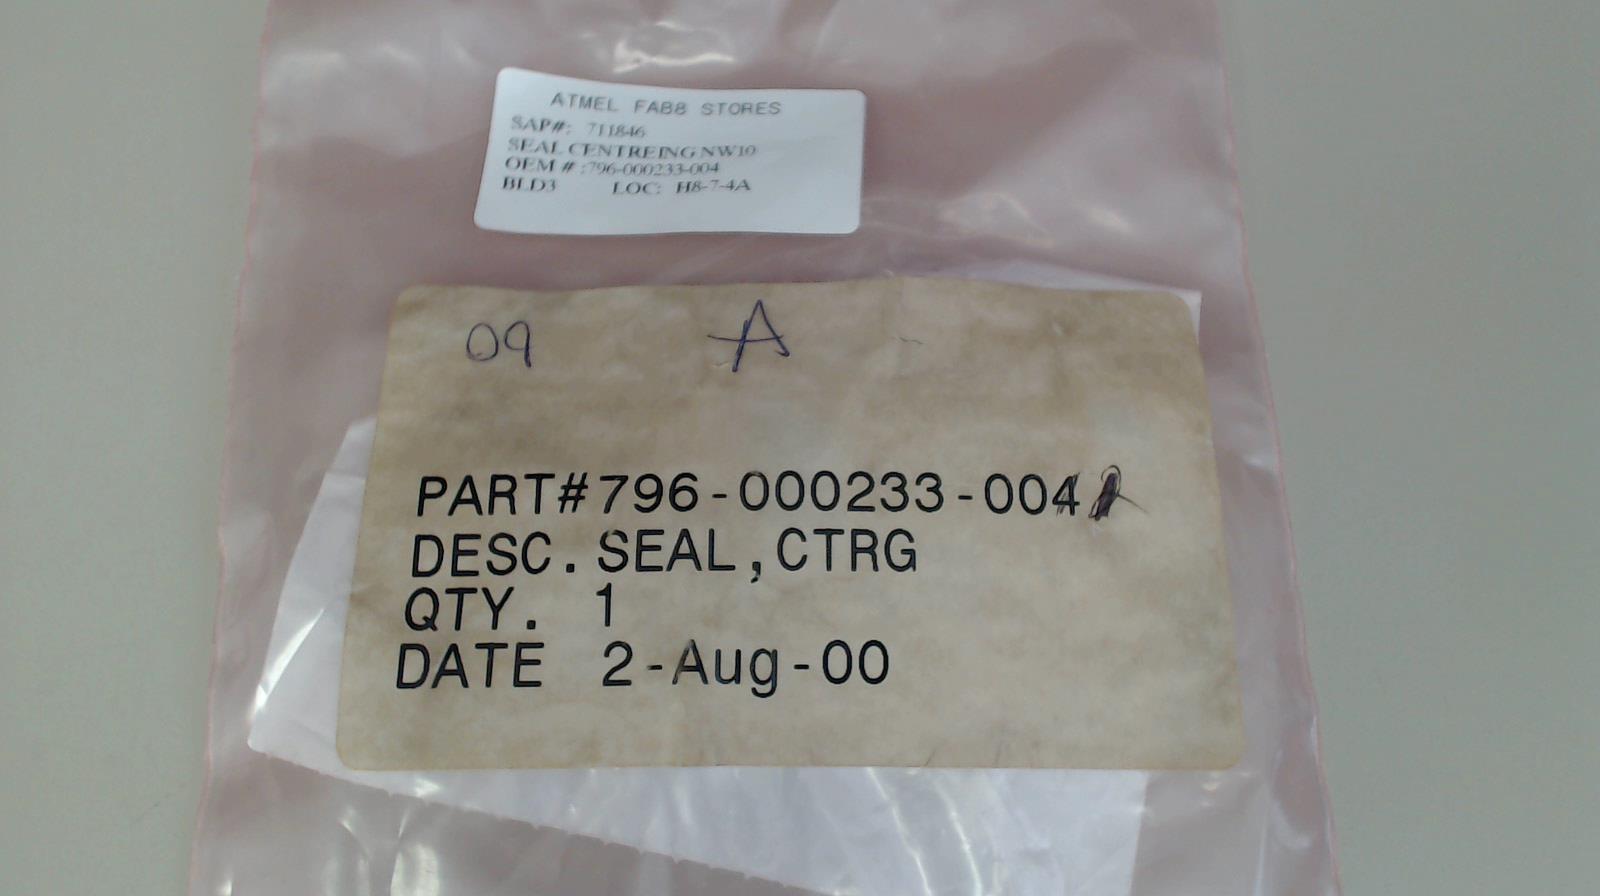 ATMEL FAB8 STORES
SAP#: 711846
SEAL CENTREING NW10
OEM # :796-000233-004
BLD3 LOC: H8-7-4A
09 A
PART#796-000233-004
DESC. SEAL,CTRG
QTY. 1
DATE 2-Aug-00